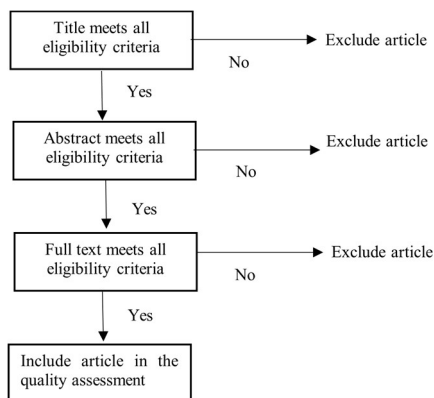 Title meets all
eligibility criteria
Exclude article
No
Yes
Abstract meets all
eligibility criteria
Exclude article
No
Yes
Full text meets all
eligibility criteria
Exclude article
No
Yes
Include article in the
quality assessment